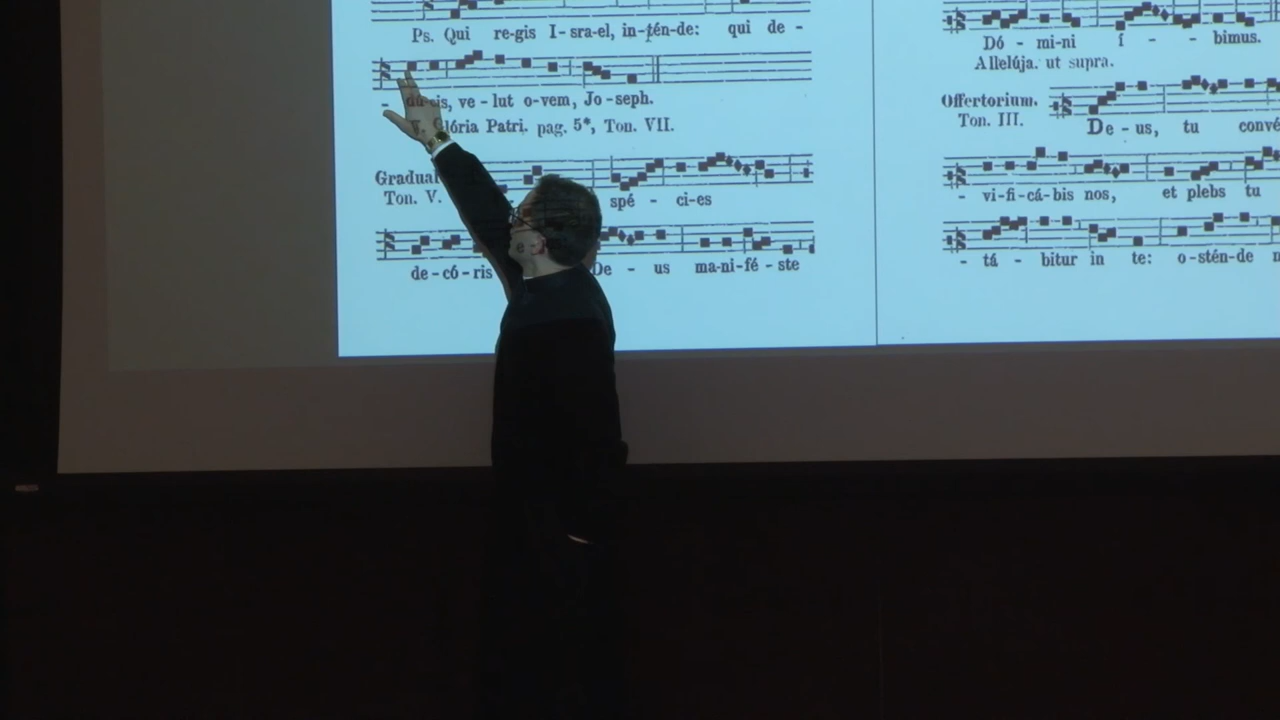 Ps. Qui re-gis I-sra-el, in-tén-de: qui de -
- cis, ve - lut o-vem, Jo-seph.
Glória Patri. pag. 5*, Ton. VII.
Gradual
Ton. V.
spé - ci-es
de-có-ris De - us ma-ni-fé-ste
Dó - mi-ni í - - bimus.
Allelúja. ut supra.
Offertorium.
Ton. III.
De-us, tu convé
- vi-fi-cá-bis nos, et plebs tu
- tá - bitur in te: o-stén-de